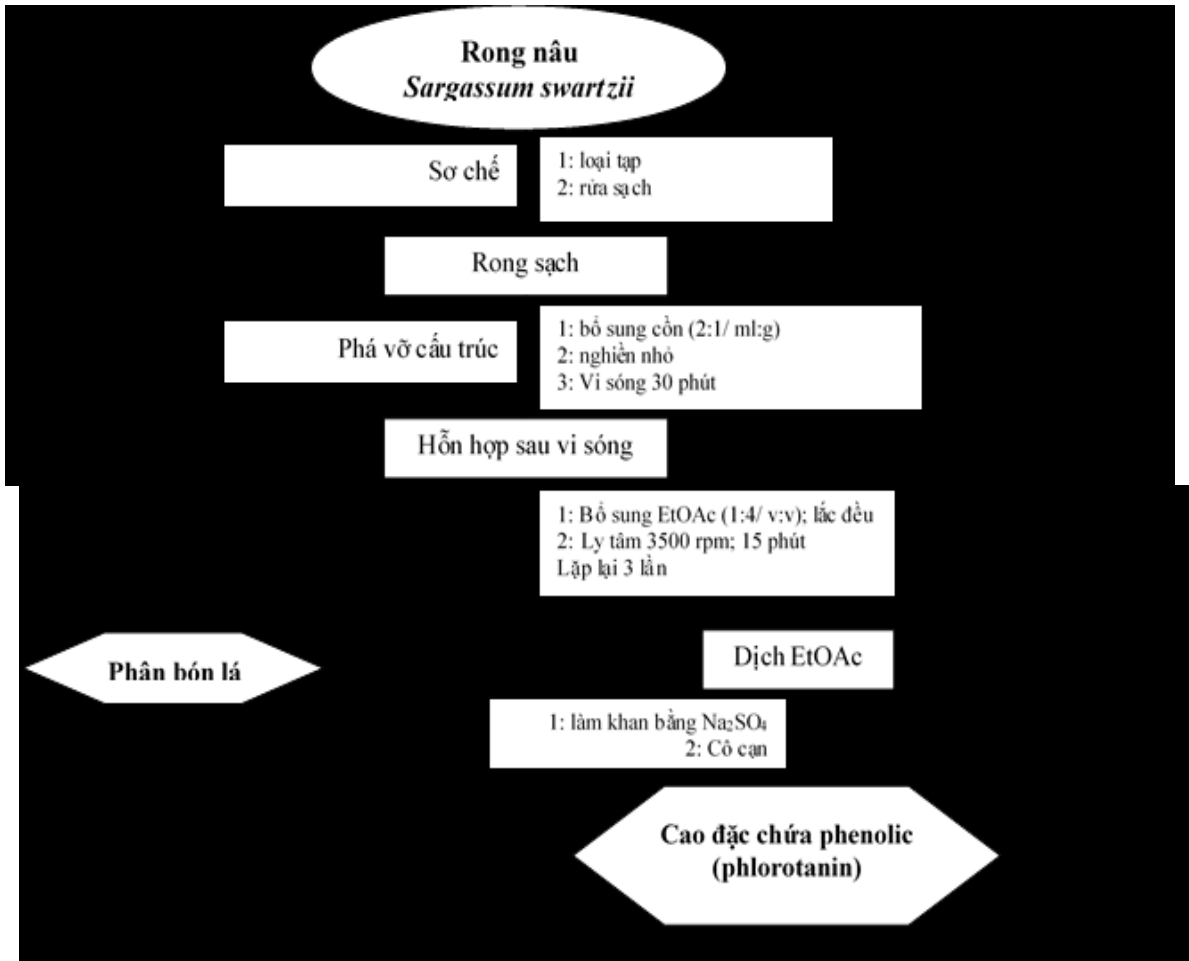 Rong nâu
Sargassum swartzii
Sơ chế
1: loại tạp
2: rửa sạch
Rong sạch
Phá vỡ cấu trúc
1: bổ sung cồn (2:1/ ml:g)
2: nghiền nhỏ
3: Vi sóng 30 phút
Hỗn hợp sau vi sóng
1: Bổ sung EtOAc (1:4/ v:v); lắc đều
2: Ly tâm 3500 rpm; 15 phút
Lặp lại 3 lần
Phân bón lá
Dịch EtOAc
1: làm khan bằng Na₂SO₄
2: Cô cạn
Cao đặc chứa phenolic
(phlorotanin)